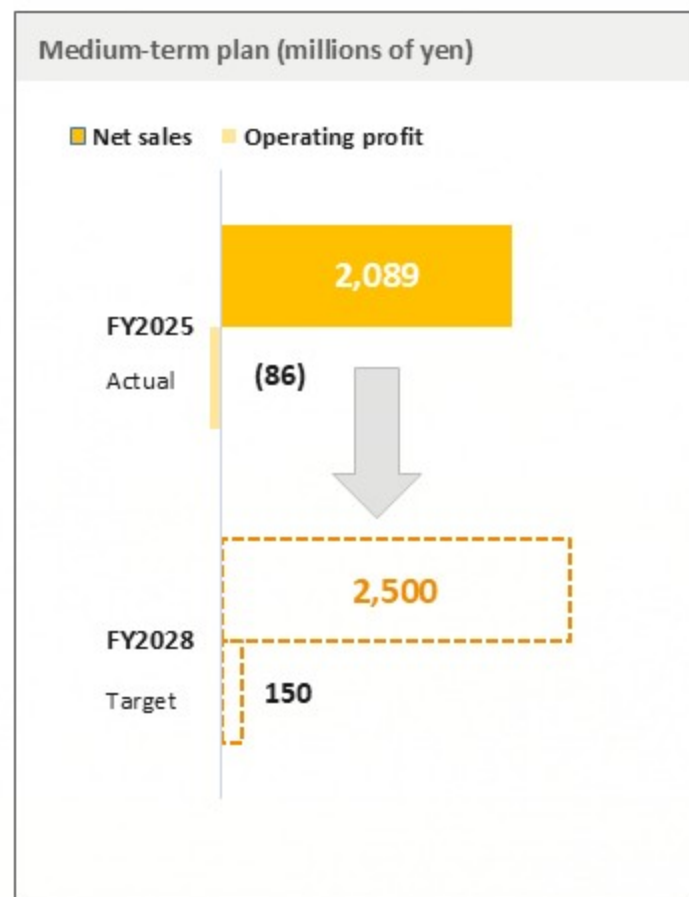 Medium-term plan (millions of yen)
Net sales Operating profit
2,089
FY2025
Actual
(86)
2,500
FY2028
Target
150